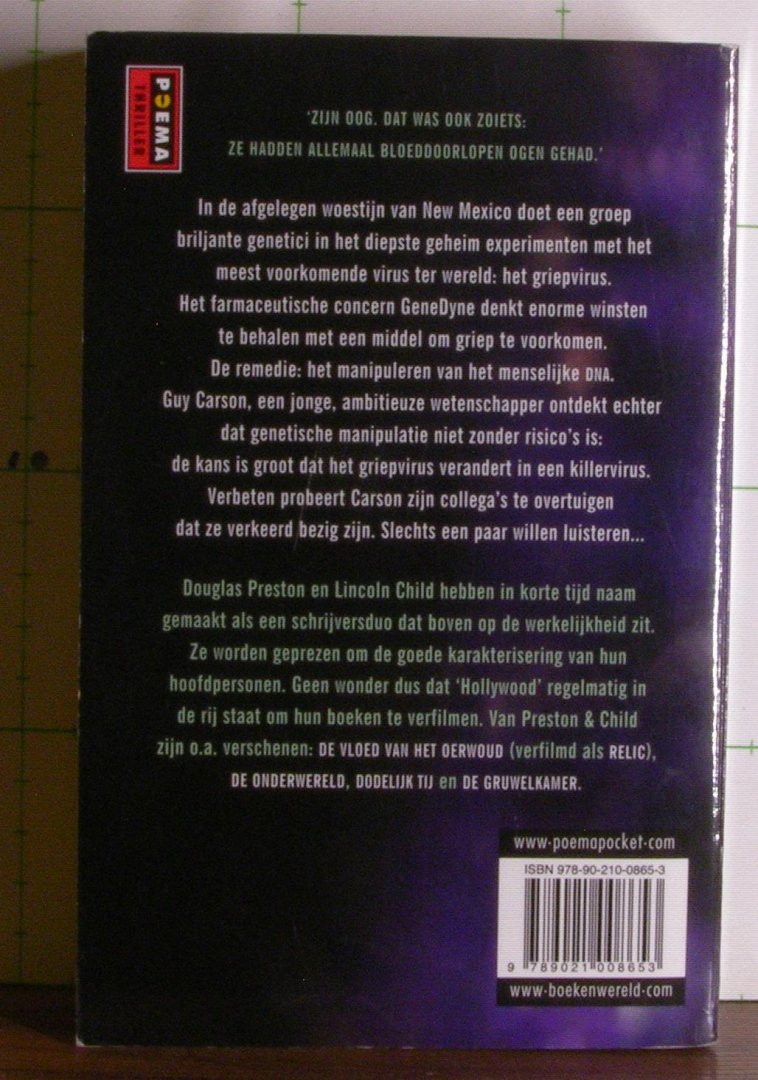 POEMA
THRILLER
'ZIJN OOG. DAT WAS OOK ZOIETS:
ZE HADDEN ALLEMAAL BLOEDDOORLOPEN OGEN GEHAD.'
In de afgelegen woestijn van New Mexico doet een groep
briljante genetici in het diepste geheim experimenten met het
meest voorkomende virus ter wereld: het griepvirus.
Het farmaceutische concern GeneDyne denkt enorme winsten
te behalen met een middel om griep te voorkomen.
De remedie: het manipuleren van het menselijke DNA.
Guy Carson, een jonge, ambitieuze wetenschapper ontdekt echter
dat genetische manipulatie niet zonder risico's is:
de kans is groot dat het griepvirus verandert in een killervirus.
Verbeten probeert Carson zijn collega's te overtuigen
dat ze verkeerd bezig zijn. Slechts een paar willen luisteren...
Douglas Preston en Lincoln Child hebben in korte tijd naam
gemaakt als een schrijversduo dat boven op de werkelijkheid zit.
Ze worden geprezen om de goede karakterisering van hun
hoofdpersonen. Geen wonder dus dat 'Hollywood' regelmatig in
de rij staat om hun boeken te verfilmen. Van Preston & Child
zijn o.a. verschenen: DE VLOED VAN HET OERWOUD (verfilmd als RELIC),
DE ONDERWERELD, DODELIJK TIJ en DE GRUWELKAMER.
www.poemapocket.com
ISBN 978-90-210-0865-3
9 789021 008653
www.boekenwereld.com